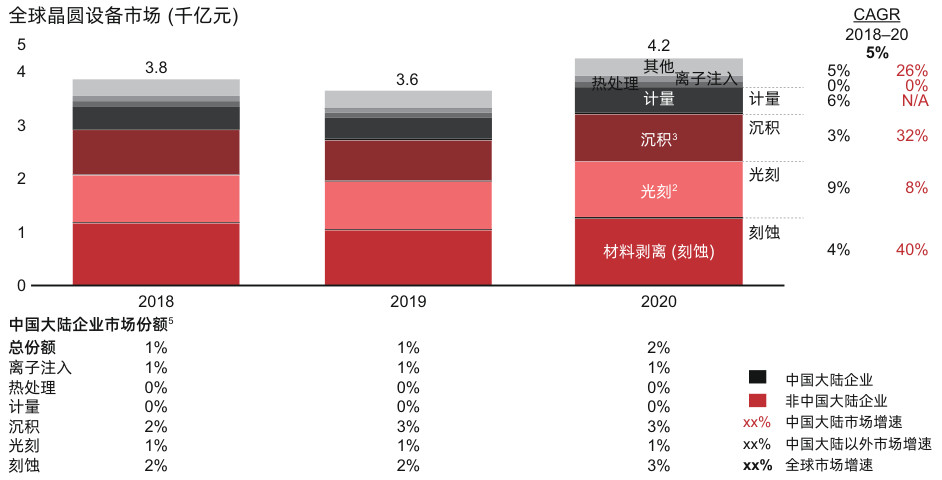 全球晶圆设备市场 (千亿元)
CAGR
2018–20
5%
5
4
3
2
1
0
3.8
3.6
4.2
其他
热处理
离子注入
计量
沉积3
光刻2
材料剥离 (刻蚀)
5% 26%
0% 0%
计量 6% N/A
沉积 3% 32%
光刻 9% 8%
刻蚀 4% 40%
2018 2019 2020
中国大陆企业市场份额5
总份额 1% 1% 2%
离子注入 1% 1% 1%
热处理 0% 0% 0%
计量 0% 0% 0%
沉积 2% 3% 3%
光刻 1% 1% 1%
刻蚀 2% 2% 3%
中国大陆企业
非中国大陆企业
xx% 中国大陆市场增速
xx% 中国大陆以外市场增速
xx% 全球市场增速